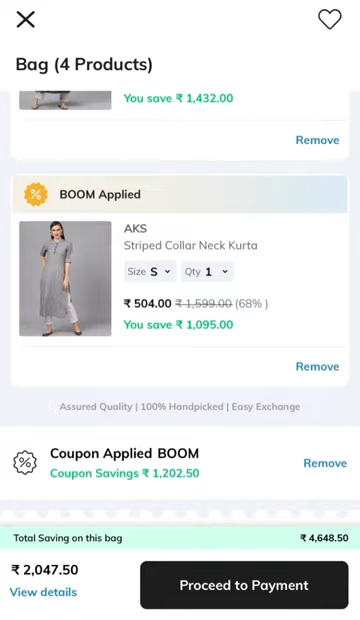 Bag (4 Products)
You save ₹ 1,432.00
Remove
% BOOM Applied
AKS
Striped Collar Neck Kurta
Size S Qty 1
₹ 504.00 ₹ 1,599.00 (68% )
You save ₹ 1,095.00
Remove
Assured Quality | 100% Handpicked | Easy Exchange
% Coupon Applied BOOM
Coupon Savings ₹ 1,202.50
Remove
Total Saving on this bag ₹ 4,648.50
₹ 2,047.50
View details
Proceed to Payment